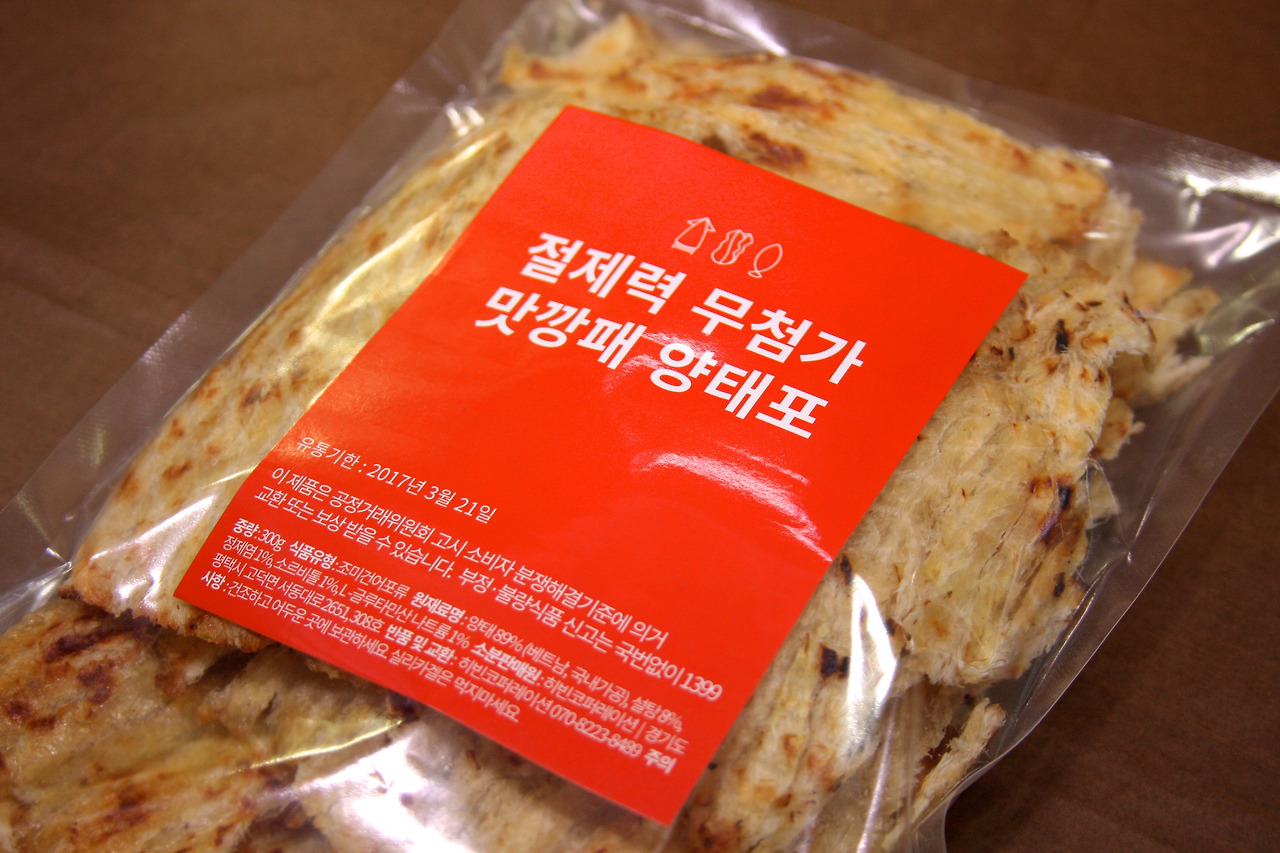 절제력 무첨가
맛깡패 양태포
유통기한 : 2017년 3월 21일
이 제품은 공정거래위원회 고시 소비자 분쟁해결기준에 의거
교환 또는 보상 받을 수 있습니다. 부정·불량식품 신고는 국번없이 1399
중량 : 300g 식품유형 : 조미건어포류 원재료명 : 양태 89% (베트남, 국내가공), 설탕 8%,
정제염 1%, 소르비톨 1%, L-글루타민산나트륨 1% 소분판매원 : 하빈코퍼레이션 | 경기도
평택시 고덕면 서동대로 2651, 308호 반품 및 교환 : 하빈코퍼레이션 070-8223-8489 주의
사항 : 건조하고 어두운 곳에 보관하세요. 실리카겔은 먹지마세요.